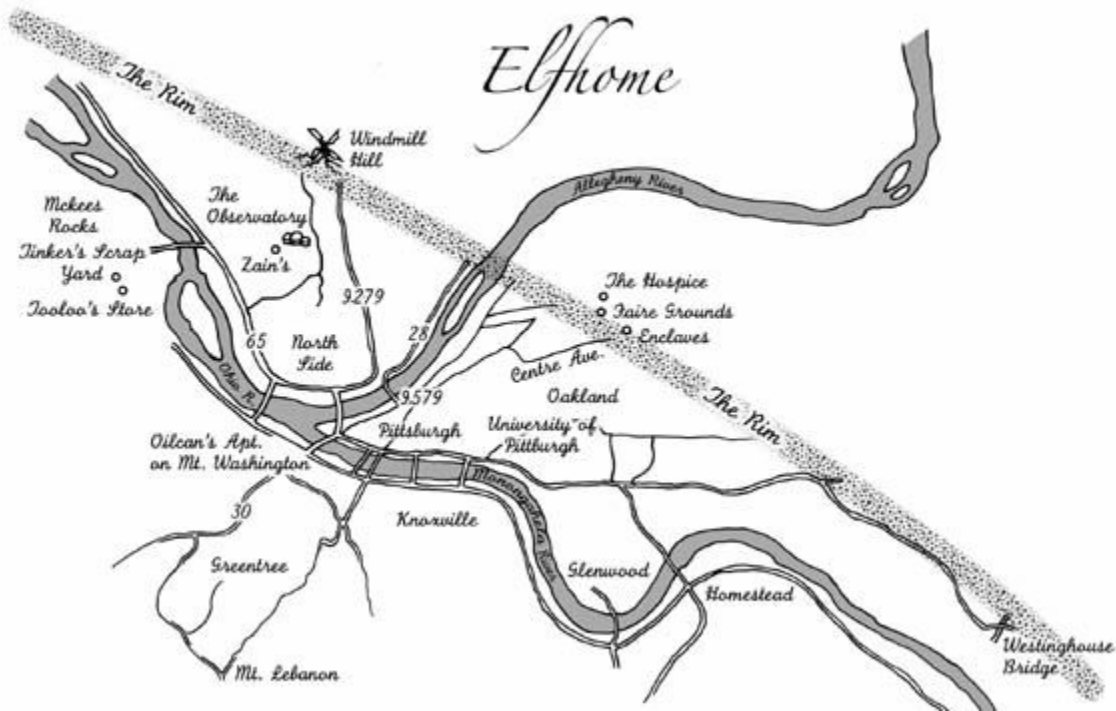 Elfhome
The Rim
Windmill
Hill
Allegheny River
The
Observatory
Mckees
Rocks
Tinker's Scrap
Yard
Zain's
Tooloo's Store
9279
The Hospice
Faire Grounds
Enclaves
65
North
Side
28
Centre Ave.
Ohio R.
9579
Oakland
The Rim
Pittsburgh
University of
Pittburgh
Oilcan's Apt.
on Mt. Washington
Monongahela River
30
Knoxville
Greentree
Glenwood
Homestead
Westinghouse
Bridge
Mt. Lebanon